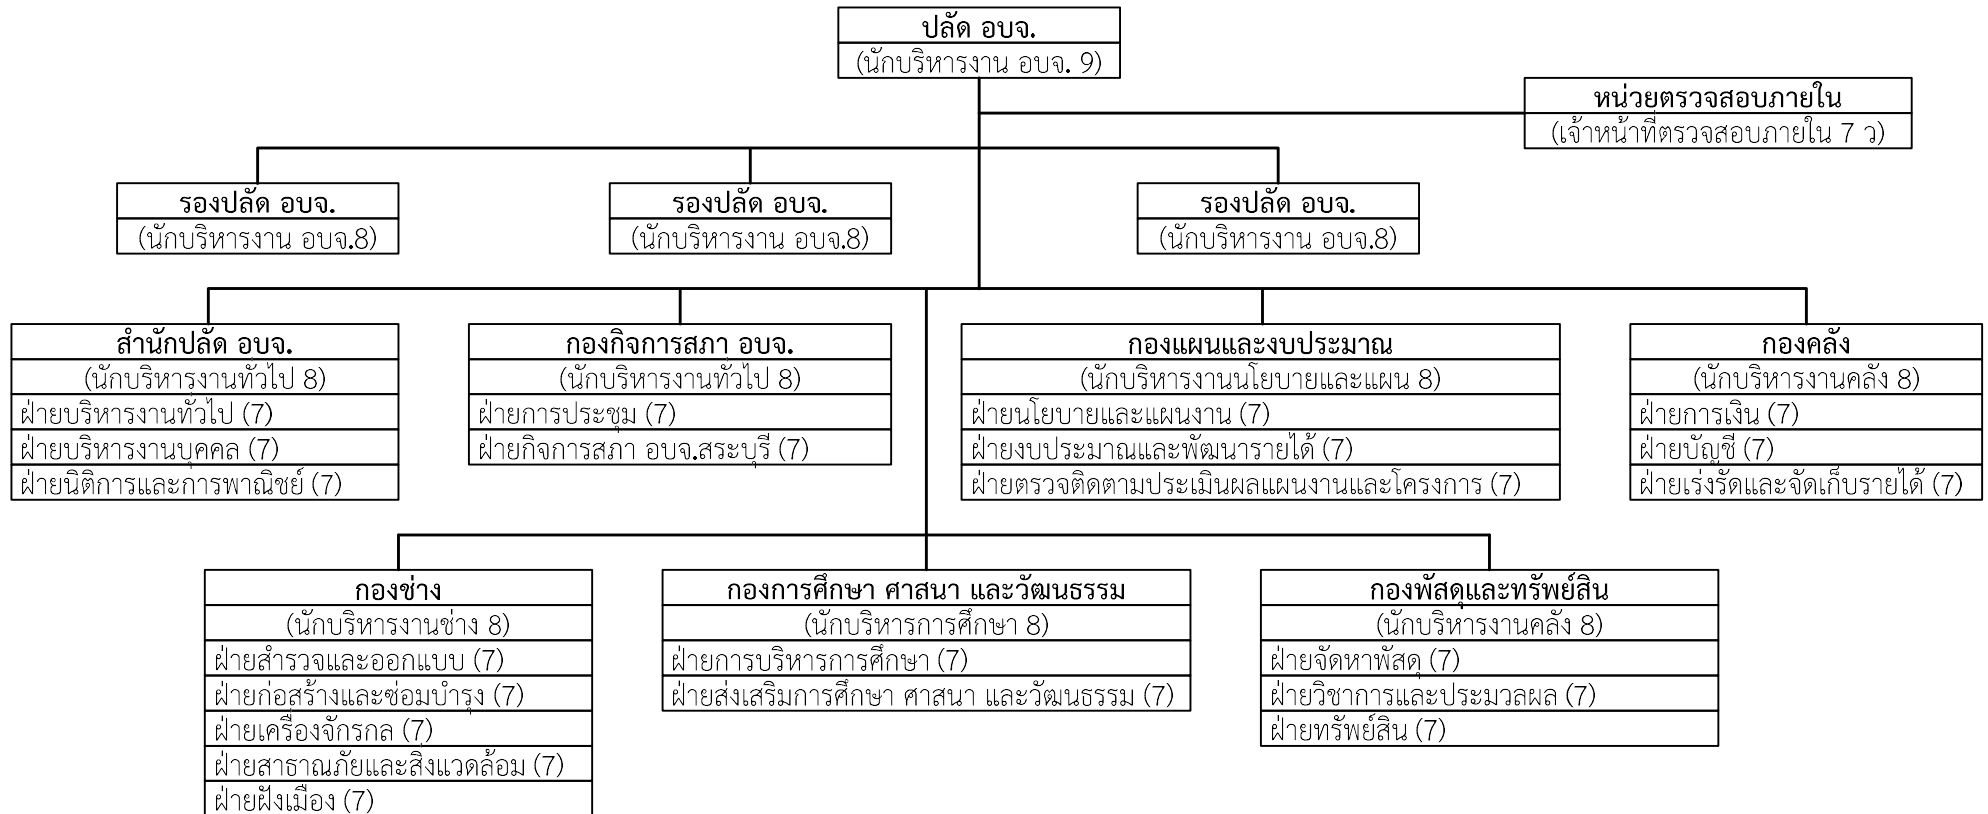 ปลัด อบจ.
(นักบริหารงาน อบจ. 9)
หน่วยตรวจสอบภายใน
(เจ้าหน้าที่ตรวจสอบภายใน 7 ว)
รองปลัด อบจ.
(นักบริหารงาน อบจ.8)
รองปลัด อบจ.
(นักบริหารงาน อบจ.8)
รองปลัด อบจ.
(นักบริหารงาน อบจ.8)
สำนักปลัด อบจ.
(นักบริหารงานทั่วไป 8)
ฝ่ายบริหารงานทั่วไป (7)
ฝ่ายบริหารงานบุคคล (7)
ฝ่ายนิติการและการพาณิชย์ (7)
กองกิจการสภา อบจ.
(นักบริหารงานทั่วไป 8)
ฝ่ายการประชุม (7)
ฝ่ายกิจการสภา อบจ.สระบุรี (7)
กองแผนและงบประมาณ
(นักบริหารงานนโยบายและแผน 8)
ฝ่ายนโยบายและแผนงาน (7)
ฝ่ายงบประมาณและพัฒนารายได้ (7)
ฝ่ายตรวจติดตามประเมินผลแผนงานและโครงการ (7)
กองคลัง
(นักบริหารงานคลัง 8)
ฝ่ายการเงิน (7)
ฝ่ายบัญชี (7)
ฝ่ายเร่งรัดและจัดเก็บรายได้ (7)
กองช่าง
(นักบริหารงานช่าง 8)
ฝ่ายสำรวจและออกแบบ (7)
ฝ่ายก่อสร้างและซ่อมบำรุง (7)
ฝ่ายเครื่องจักรกล (7)
ฝ่ายสาธาณภัยและสิ่งแวดล้อม (7)
ฝ่ายผังเมือง (7)
กองการศึกษา ศาสนา และวัฒนธรรม
(นักบริหารการศึกษา 8)
ฝ่ายการบริหารการศึกษา (7)
ฝ่ายส่งเสริมการศึกษา ศาสนา และวัฒนธรรม (7)
กองพัสดุและทรัพย์สิน
(นักบริหารงานคลัง 8)
ฝ่ายจัดหาพัสดุ (7)
ฝ่ายวิชาการและประมวลผล (7)
ฝ่ายทรัพย์สิน (7)